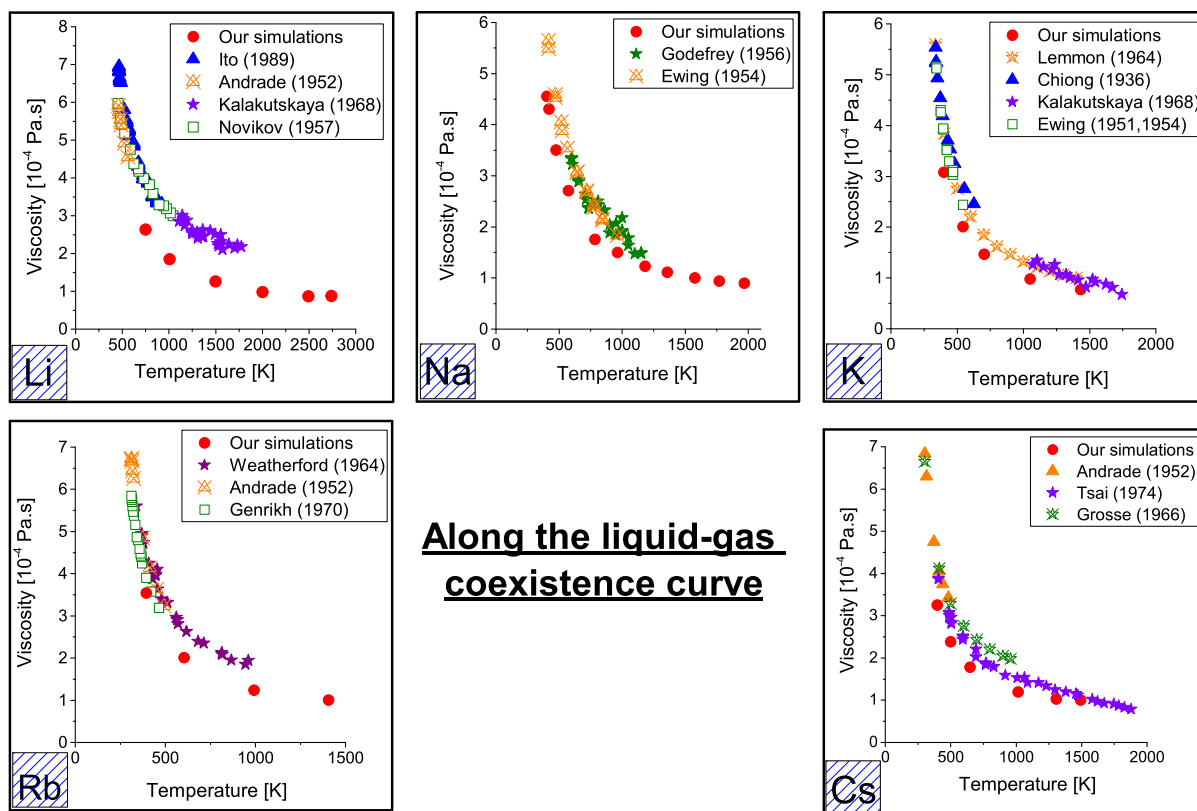 Our simulations
Ito (1989)
Andrade (1952)
Kalakutskaya (1968)
Novikov (1957)
8
7
6
5
4
3
2
1
0
Viscosity [10⁻⁴ Pa.s]
0 500 1000 1500 2000 2500 3000
Temperature [K]
Li
Our simulations
Godefrey (1956)
Ewing (1954)
6
5
4
3
2
1
0
Viscosity [10⁻⁴ Pa.s]
0 500 1000 1500 2000
Temperature [K]
Na
Our simulations
Lemmon (1964)
Chiong (1936)
Kalakutskaya (1968)
Ewing (1951,1954)
6
5
4
3
2
1
0
Viscosity [10⁻⁴ Pa.s]
0 500 1000 1500 2000
Temperature [K]
K
Our simulations
Weatherford (1964)
Andrade (1952)
Genrikh (1970)
7
6
5
4
3
2
1
0
Viscosity [10⁻⁴ Pa.s]
0 500 1000 1500
Temperature [K]
Rb
Along the liquid-gas
coexistence curve
Our simulations
Andrade (1952)
Tsai (1974)
Grosse (1966)
7
6
5
4
3
2
1
0
Viscosity [10⁻⁴ Pa.s]
0 500 1000 1500 2000
Temperature [K]
Cs